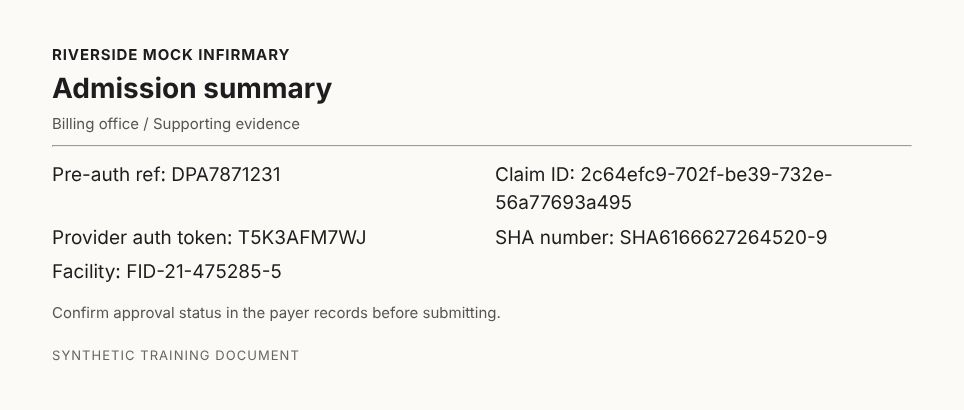 RIVERSIDE MOCK INFIRMARY
Admission summary
Billing office / Supporting evidence
Pre-auth ref: DPA7871231
Claim ID: 2c64efc9-702f-be39-732e-
56a77693a495
Provider auth token: T5K3AFM7WJ
SHA number: SHA6166627264520-9
Facility: FID-21-475285-5
Confirm approval status in the payer records before submitting.
SYNTHETIC TRAINING DOCUMENT